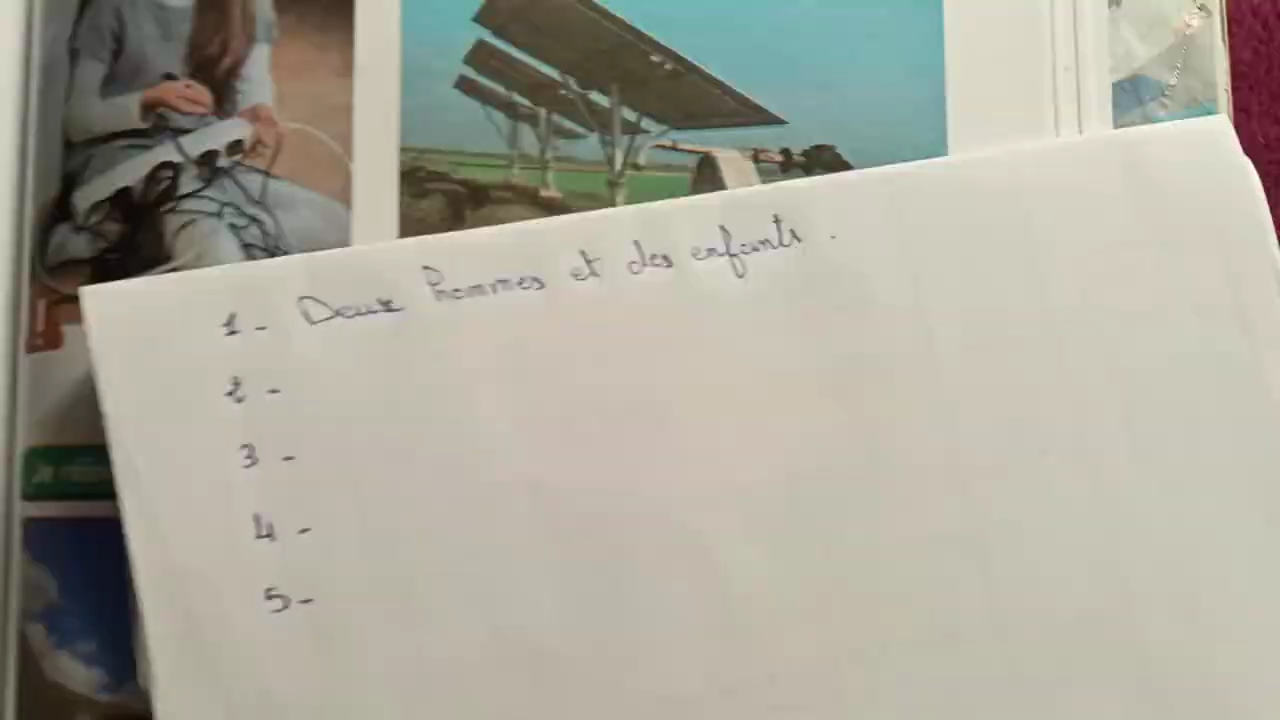 1- Deux hommes et des enfants.
2-
3-
4-
5-